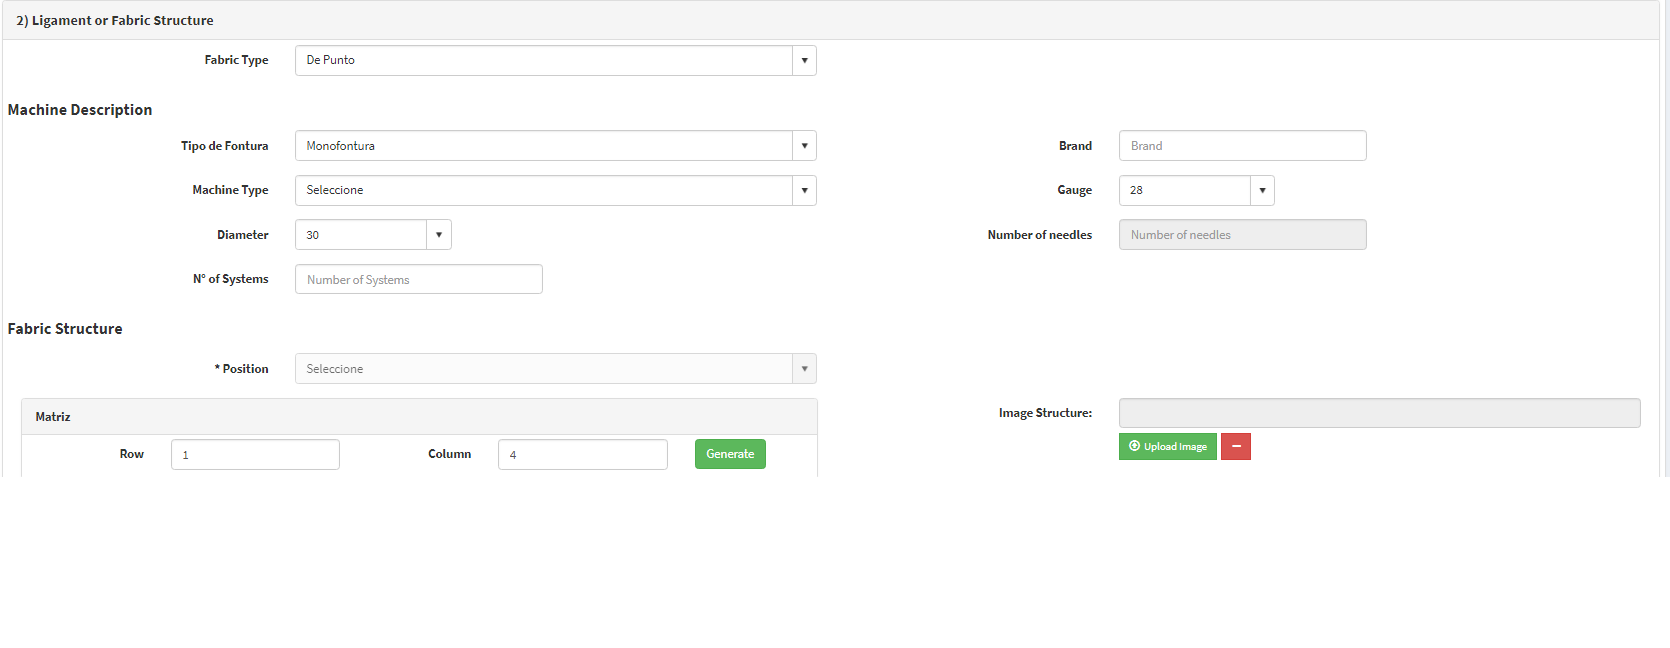 2) Ligament or Fabric Structure
Fabric Type De Punto
Machine Description
Tipo de Fontura Monofontura Brand Brand
Machine Type Seleccione Gauge 28
Diameter 30 Number of needles Number of needles
N° of Systems Number of Systems
Fabric Structure
* Position Seleccione
Matriz Image Structure:
Row 1 Column 4 Generate Upload Image